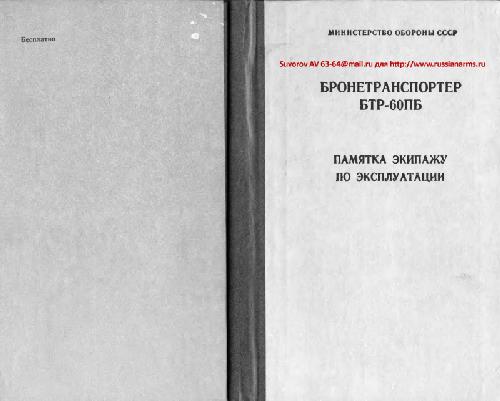 Бесплатно
МИНИСТЕРСТВО ОБОРОНЫ СССР
Suvorov AV 63-64@mail.ru для http://www.russianarms.ru
БРОНЕТРАНСПОРТЕР
БТР-60ПБ
ПАМЯТКА ЭКИПАЖУ
ПО ЭКСПЛУАТАЦИИ